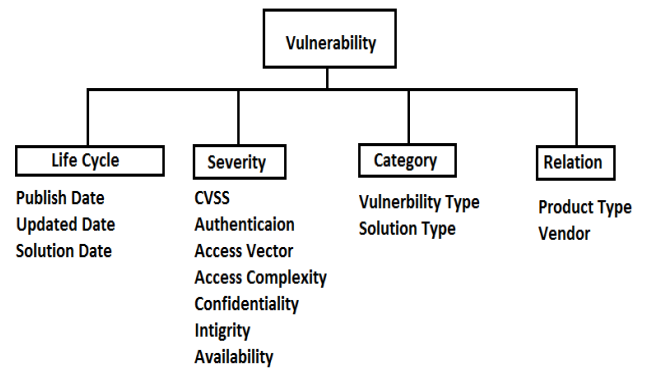 Vulnerability
Life Cycle
Publish Date
Updated Date
Solution Date
Severity
CVSS
Authenticaion
Access Vector
Access Complexity
Confidentiality
Intigrity
Availability
Category
Vulnerbility Type
Solution Type
Relation
Product Type
Vendor